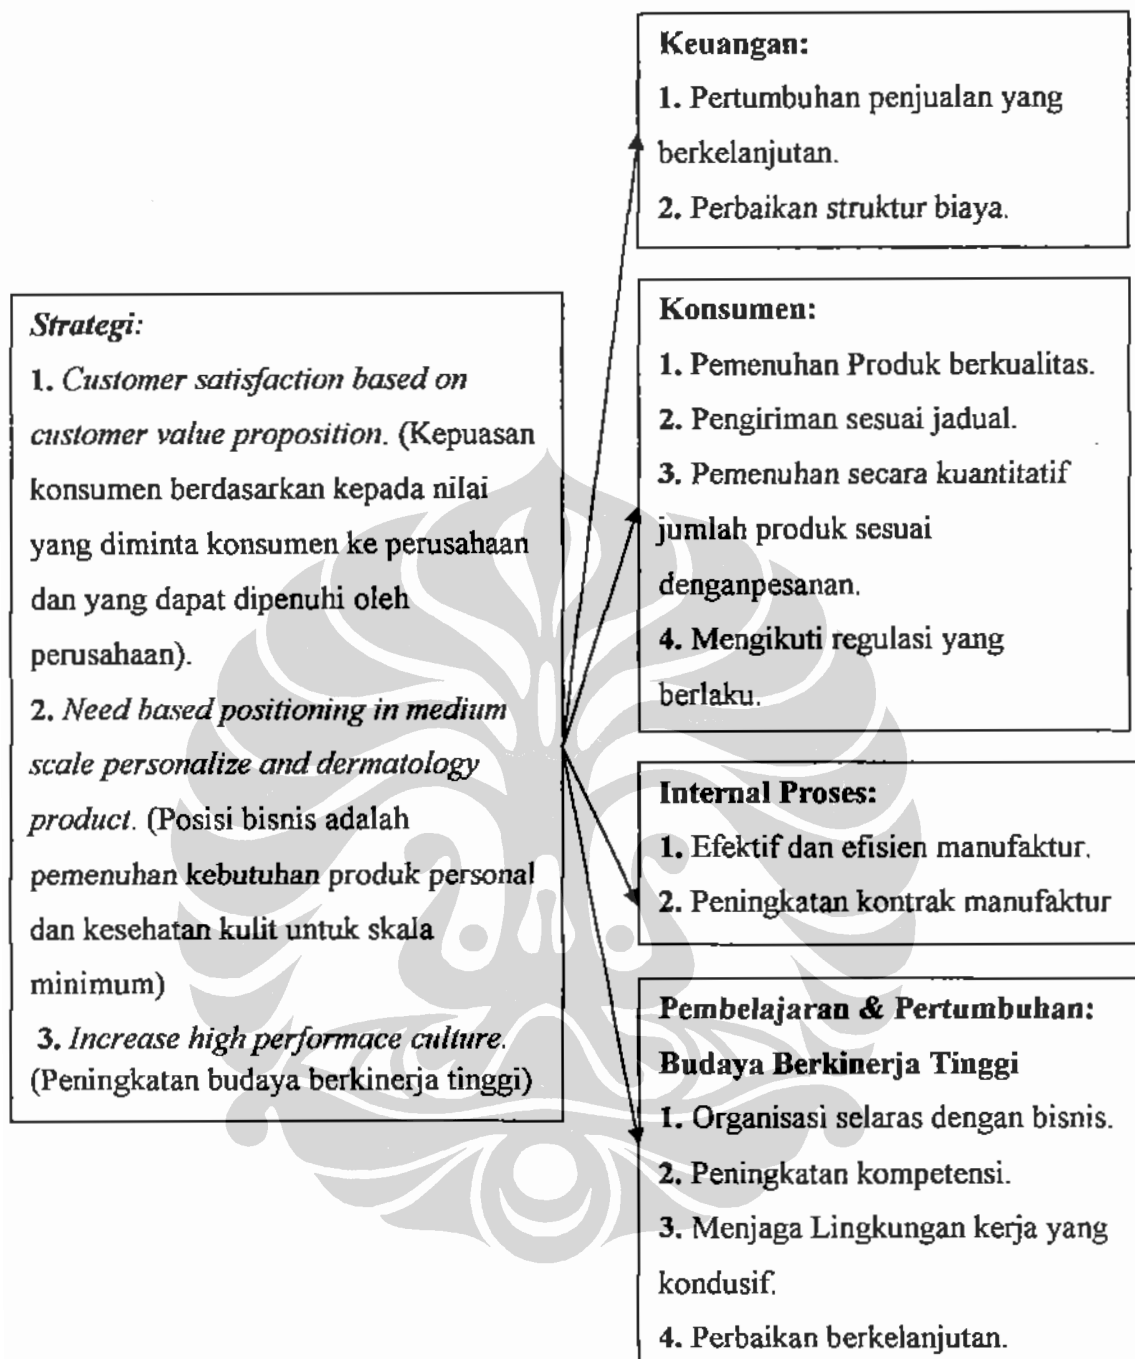 Keuangan:
1. Pertumbuhan penjualan yang
berkelanjutan.
2. Perbaikan struktur biaya.
Strategi:
1. Customer satisfaction based on
customer value proposition. (Kepuasan
konsumen berdasarkan kepada nilai
yang diminta konsumen ke perusahaan
dan yang dapat dipenuhi oleh
perusahaan).
2. Need based positioning in medium
scale personalize and dermatology
product. (Posisi bisnis adalah
pemenuhan kebutuhan produk personal
dan kesehatan kulit untuk skala
minimum)
3. Increase high performace culture.
(Peningkatan budaya berkinerja tinggi)
Konsumen:
1. Pemenuhan Produk berkualitas.
2. Pengiriman sesuai jadual.
3. Pemenuhan secara kuantitatif
jumlah produk sesuai
denganpesanan.
4. Mengikuti regulasi yang
berlaku.
Internal Proses:
1. Efektif dan efisien manufaktur.
2. Peningkatan kontrak manufaktur
Pembelajaran & Pertumbuhan:
Budaya Berkinerja Tinggi
1. Organisasi selaras dengan bisnis.
2. Peningkatan kompetensi.
3. Menjaga Lingkungan kerja yang
kondusif.
4. Perbaikan berkelanjutan.